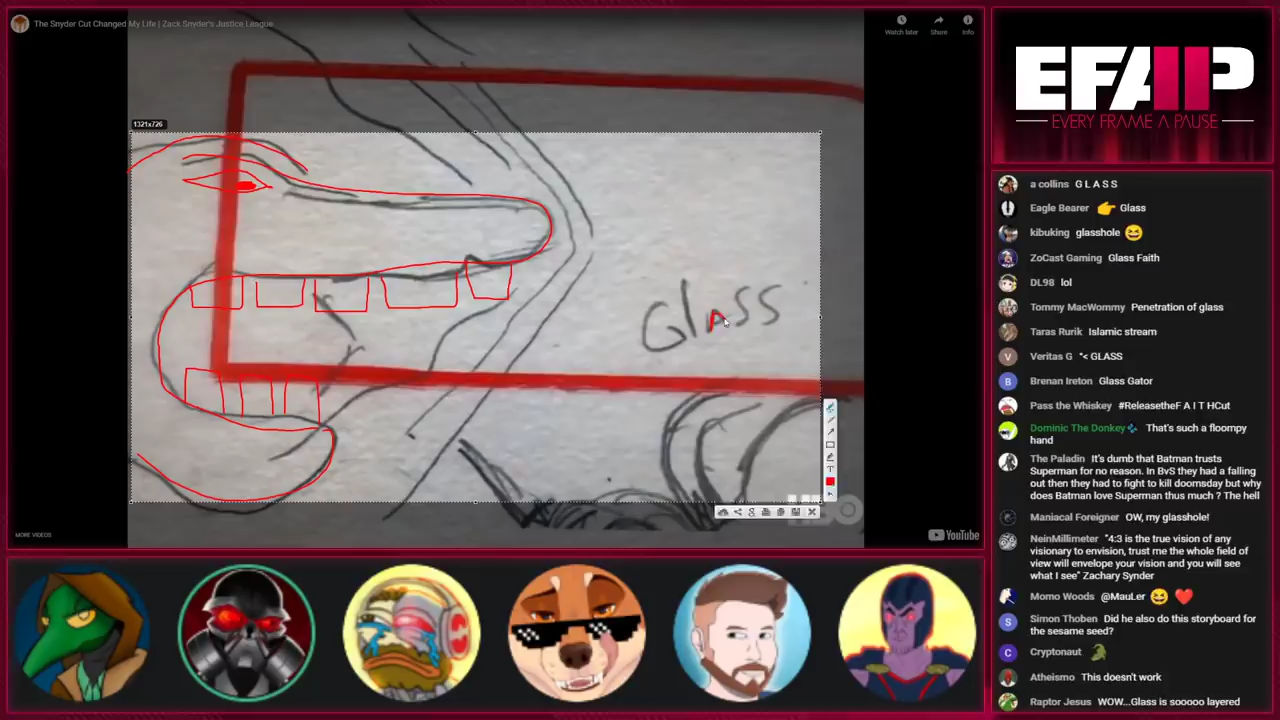 The Snyder Cut Changed My Life | Zack Snyder's Justice League
Watch later
Share
Info
1321x726
Glass
HBO
MORE VIDEOS
YouTube
EFAP
EVERY FRAME A PAUSE
a collins G L A S S
Eagle Bearer 👉 Glass
kibuking glasshole 😆
ZoCast Gaming Glass Faith
DL98 lol
Tommy MacWommy Penetration of glass
Taras Rurik Islamic stream
Veritas G "< GLASS
Brenan Ireton Glass Gator
Pass the Whiskey #ReleasetheF A I T HCut
Dominic The Donkey That's such a floompy
hand
The Paladin It's dumb that Batman trusts
Superman for no reason. In BvS they had a falling
out then they had to fight to kill doomsday but why
does Batman love Superman thus much ? The hell
Maniacal Foreigner OW, my glasshole!
NeinMillimeter "4:3 is the true vision of any
visionary to envision, trust me the whole field of
view will envelope your vision and you will see
what I see" Zachary Synder
Momo Woods @MauLer 😆 ❤️
Simon Thoben Did he also do this storyboard for
the sesame seed?
Cryptonaut 🐊
Atheismo This doesn't work
Raptor Jesus WOW...Glass is sooooo layered